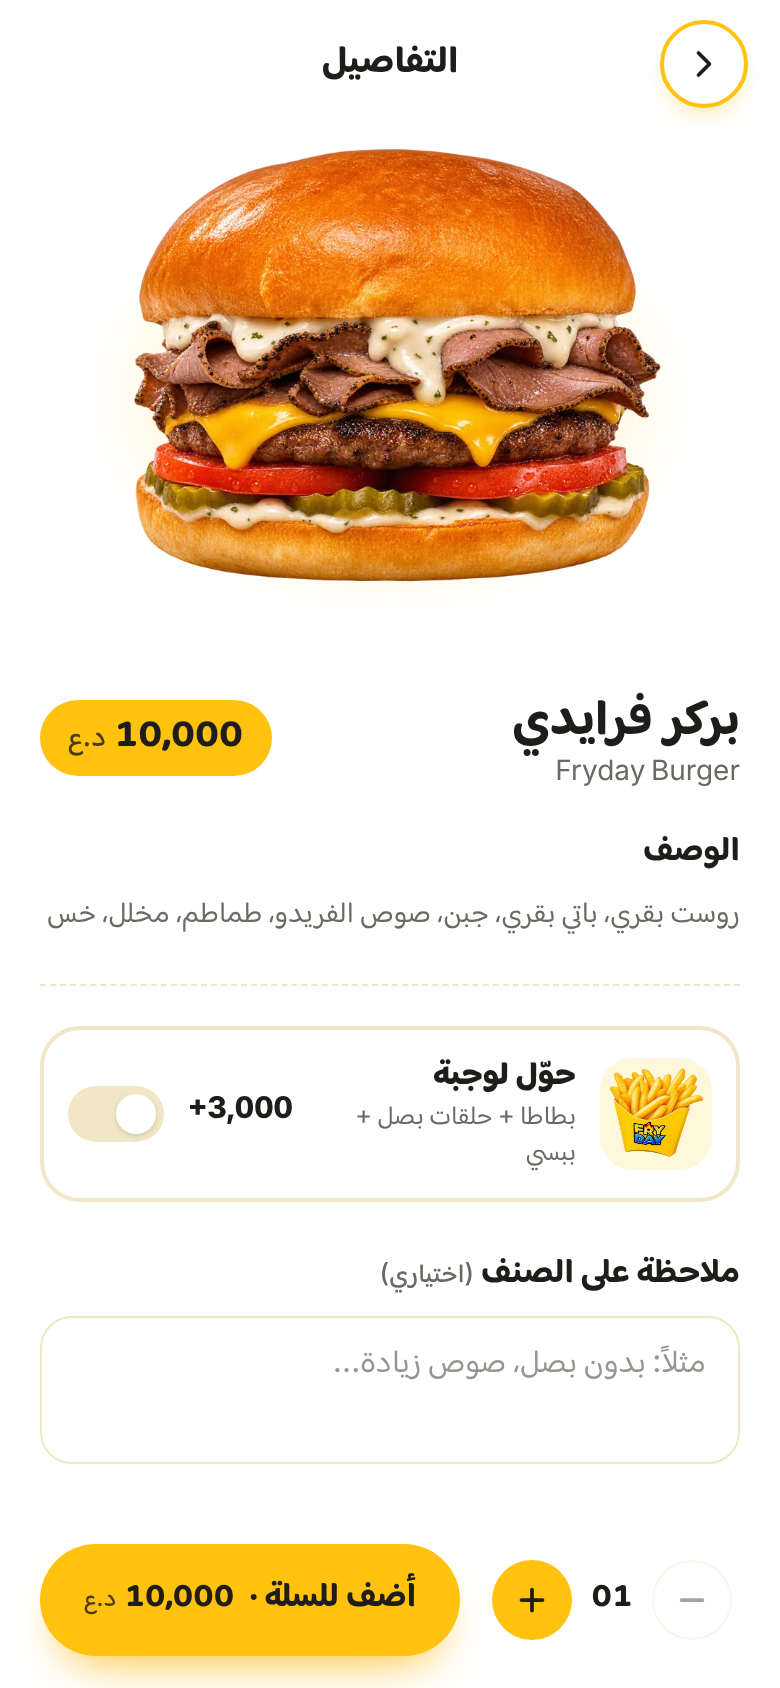 التفاصيل
بركر فرايدي
10,000 د.ع
Fryday Burger
الوصف
روست بقري، باتي بقري، جبن، صوص الفريدو، طماطم، مخلل، خس
FRY
DAY
حوّل لوجبة
بطاطا + حلقات بصل +
ببسي
+3,000
ملاحظة على الصنف (اختياري)
مثلاً: بدون بصل، صوص زيادة...
01
أضف للسلة · 10,000 د.ع